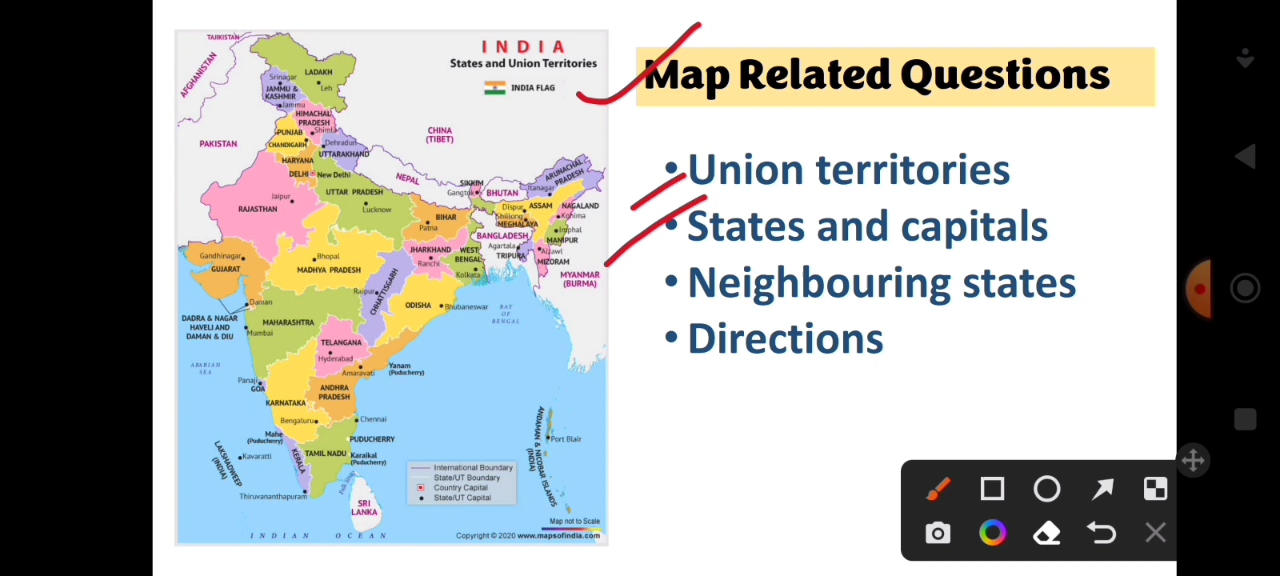 INDIA
States and Union Territories
INDIA FLAG
TAJIKISTAN
AFGHANISTAN
PAKISTAN
CHINA
(TIBET)
NEPAL
BHUTAN
BANGLADESH
MYANMAR
(BURMA)
SRI
LANKA
LADAKH
Leh
Srinagar
JAMMU &
KASHMIR
Jammu
HIMACHAL
PRADESH
Shimla
PUNJAB
CHANDIGARH
Dehradun
UTTARAKHAND
HARYANA
DELHI
New Delhi
UTTAR PRADESH
Lucknow
Jaipur
RAJASTHAN
SIKKIM
Gangtok
ARUNACHAL
PRADESH
Itanagar
Dispur
ASSAM
NAGALAND
Kohima
Shillong
MEGHALAYA
Imphal
MANIPUR
Agartala
TRIPURA
Aizawl
MIZORAM
BIHAR
Patna
JHARKHAND
Ranchi
WEST
BENGAL
Kolkata
Gandhinagar
GUJARAT
Bhopal
MADHYA PRADESH
CHHATTISGARH
Raipur
ODISHA
Bhubaneswar
Daman
DADRA & NAGAR
HAVELI AND
DAMAN & DIU
Mumbai
MAHARASHTRA
TELANGANA
Hyderabad
Amaravati
Yanam
(Puducherry)
ANDHRA
PRADESH
Panaji
GOA
KARNATAKA
Bengaluru
Chennai
Mahe
(Puducherry)
PUDUCHERRY
TAMIL NADU
Karaikal
(Puducherry)
KERALA
Thiruvananthapuram
LAKSHADWEEP
(INDIA)
Kavaratti
ANDAMAN & NICOBAR ISLANDS
(INDIA)
Port Blair
ARABIAN
SEA
BAY
OF
BENGAL
INDIAN OCEAN
International Boundary
State/UT Boundary
Country Capital
State/UT Capital
Map not to Scale
Copyright © 2020 www.mapsofindia.com
Map Related Questions
• Union territories
• States and capitals
• Neighbouring states
• Directions